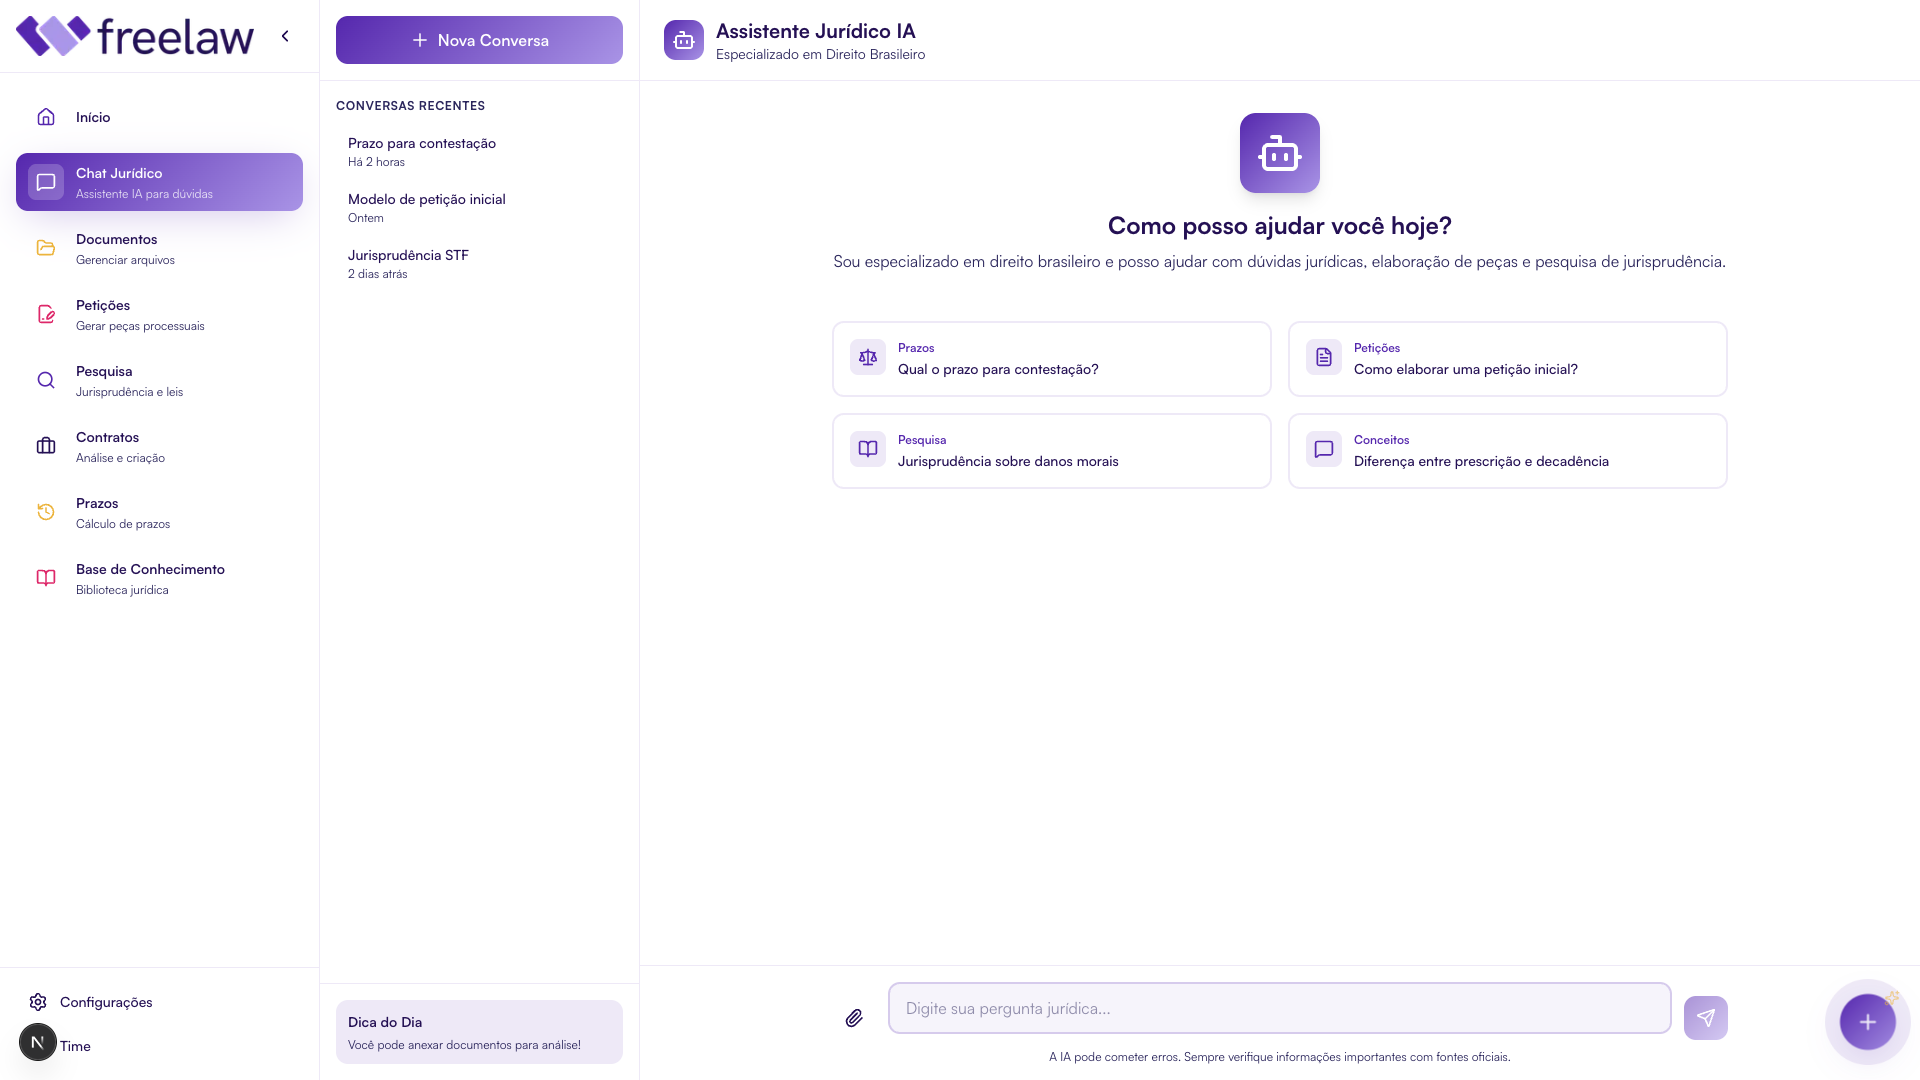 freelaw
Início
Chat Jurídico
Assistente IA para dúvidas
Documentos
Gerenciar arquivos
Petições
Gerar peças processuais
Pesquisa
Jurisprudência e leis
Contratos
Análise e criação
Prazos
Cálculo de prazos
Base de Conhecimento
Biblioteca jurídica
Configurações
N
Time
Nova Conversa
CONVERSAS RECENTES
Prazo para contestação
Há 2 horas
Modelo de petição inicial
Ontem
Jurisprudência STF
2 dias atrás
Dica do Dia
Você pode anexar documentos para análise!
Assistente Jurídico IA
Especializado em Direito Brasileiro
Como posso ajudar você hoje?
Sou especializado em direito brasileiro e posso ajudar com dúvidas jurídicas, elaboração de peças e pesquisa de jurisprudência.
Prazos
Qual o prazo para contestação?
Petições
Como elaborar uma petição inicial?
Pesquisa
Jurisprudência sobre danos morais
Conceitos
Diferença entre prescrição e decadência
Digite sua pergunta jurídica...
A IA pode cometer erros. Sempre verifique informações importantes com fontes oficiais.